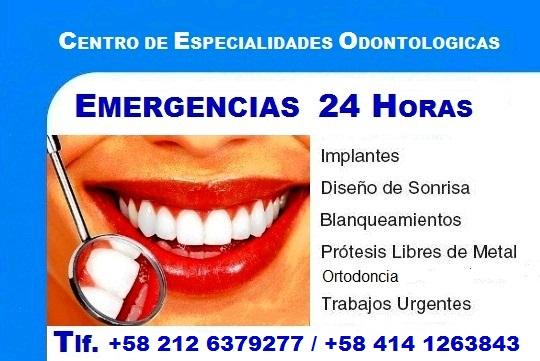 CENTRO DE ESPECIALIDADES ODONTOLOGICAS
EMERGENCIAS 24 HORAS
Implantes
Diseño de Sonrisa
Blanqueamientos
Prótesis Libres de Metal
Ortodoncia
Trabajos Urgentes
Tlf. +58 212 6379277 / +58 414 1263843